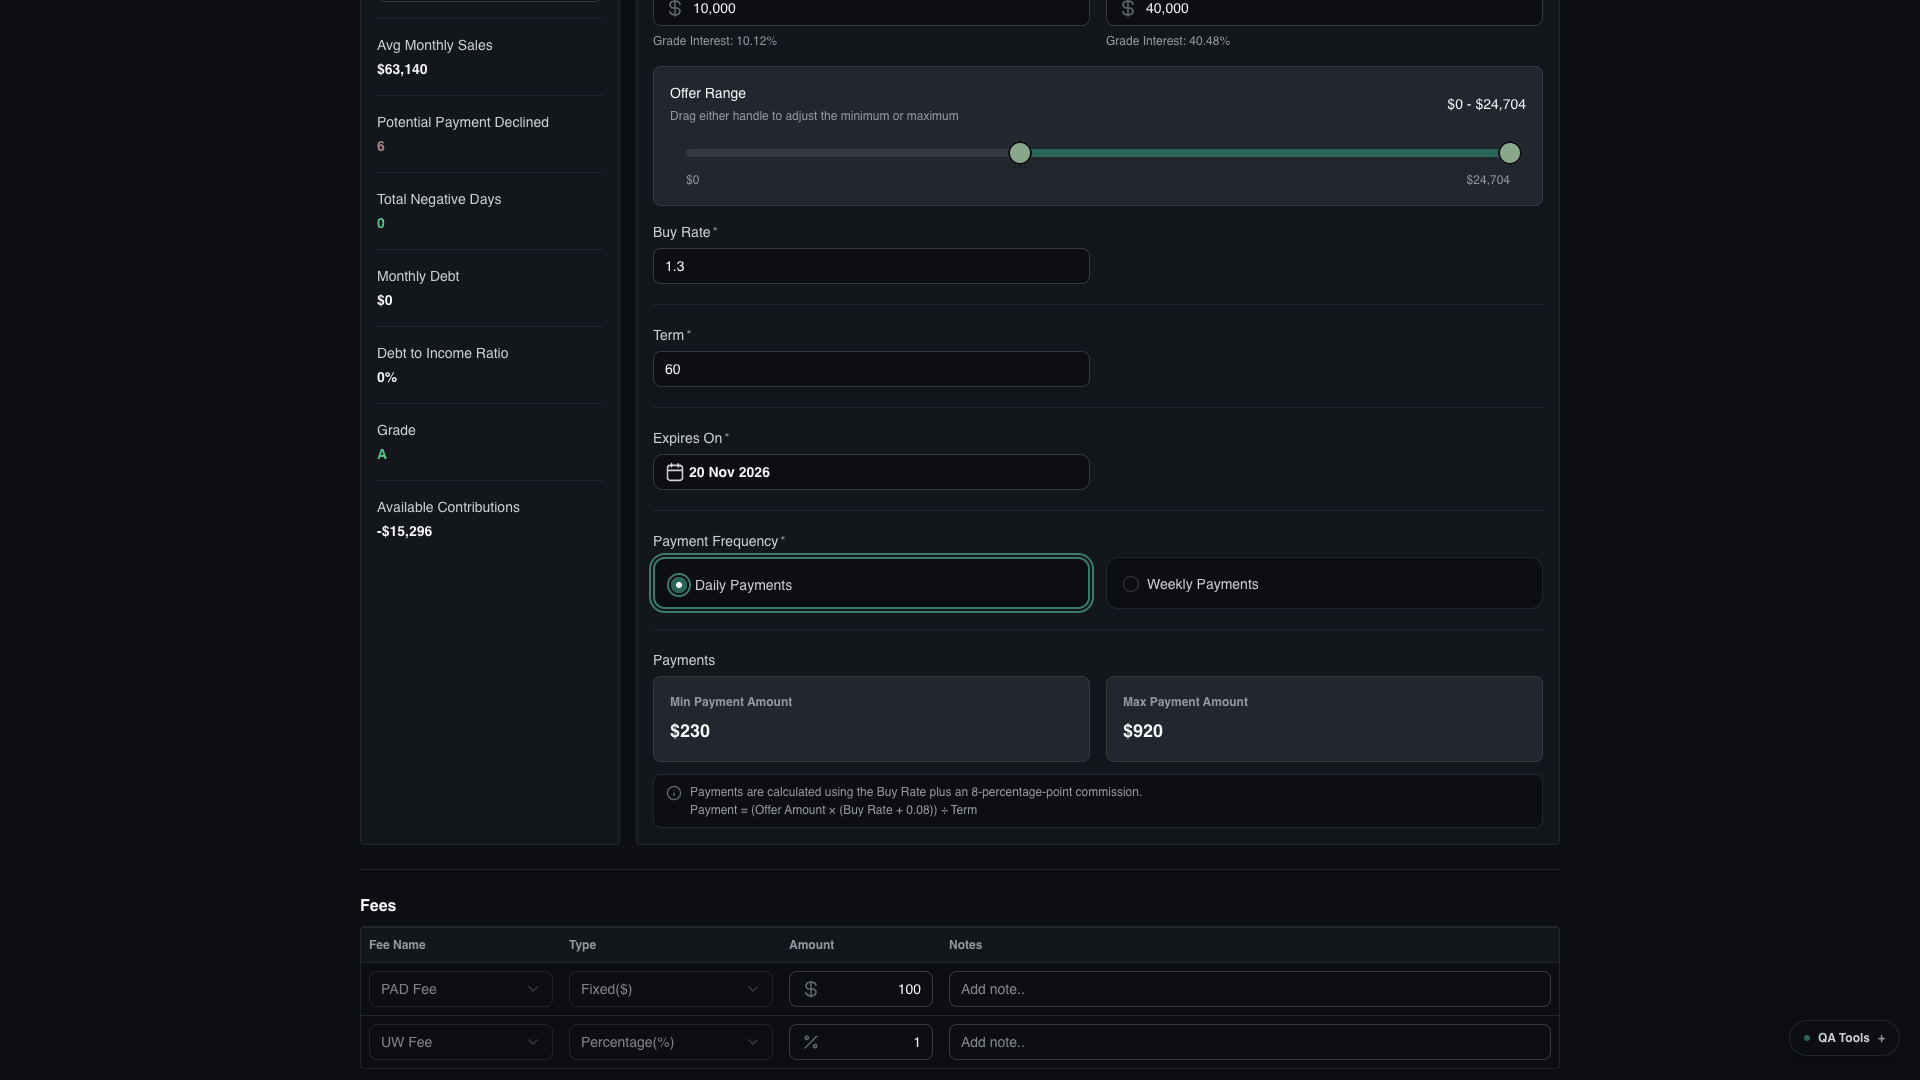 Avg Monthly Sales
$63,140
Potential Payment Declined
6
Total Negative Days
0
Monthly Debt
$0
Debt to Income Ratio
0%
Grade
A
Available Contributions
-$15,296
$ 10,000
$ 40,000
Grade Interest: 10.12%
Grade Interest: 40.48%
Offer Range
Drag either handle to adjust the minimum or maximum
$0 - $24,704
$0
$24,704
Buy Rate *
1.3
Term *
60
Expires On *
20 Nov 2026
Payment Frequency *
Daily Payments
Weekly Payments
Payments
Min Payment Amount
$230
Max Payment Amount
$920
Payments are calculated using the Buy Rate plus an 8-percentage-point commission.
Payment = (Offer Amount × (Buy Rate + 0.08)) ÷ Term
Fees
Fee Name Type Amount Notes
PAD Fee Fixed($) $ 100 Add note..
UW Fee Percentage(%) % 1 Add note..
QA Tools +